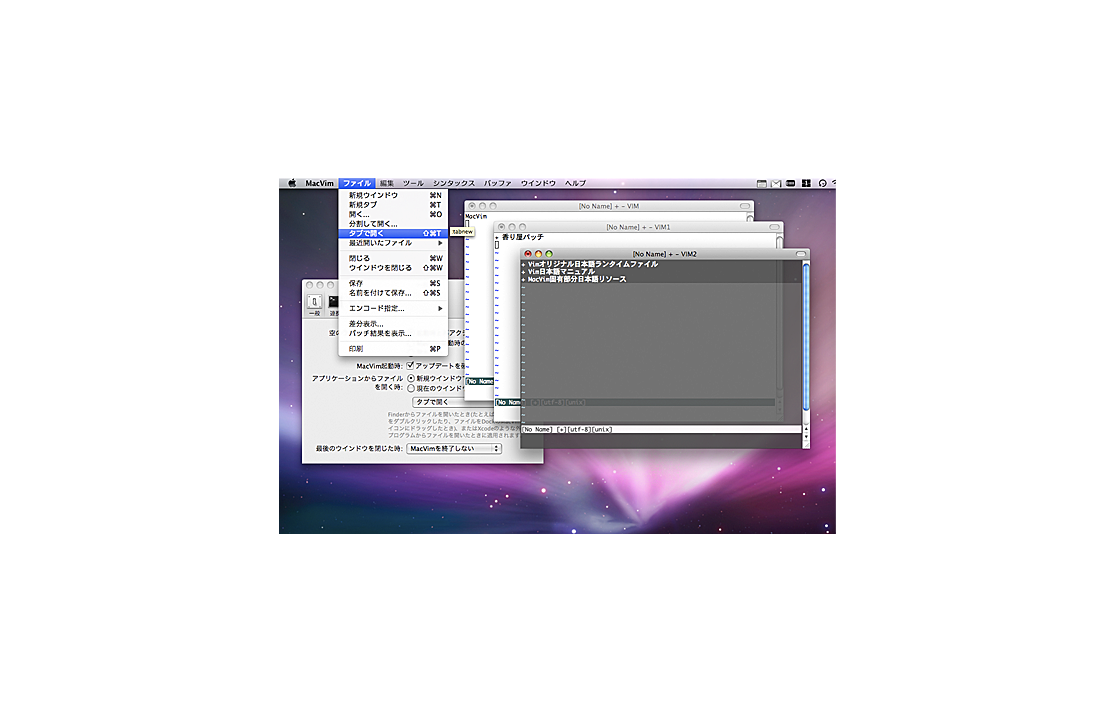 MacVim ファイル 編集 ツール シンタックス バッファ ウインドウ ヘルプ
新規ウインドウ ⌘N
新規タブ ⌘T
開く... ⌘O
分割して開く...
タブで開く ⇧⌘T
:tabnew
最近開いたファイル
閉じる ⌘W
ウインドウを閉じる ⇧⌘W
保存 ⌘S
名前を付けて保存... ⇧⌘S
エンコード指定...
差分表示...
パッチ結果を表示...
印刷 ⌘P
[No Name] + - VIM
MacVim
[No Name
[No Name] + - VIM1
+ 香り屋パッチ
[No Name] [+][utf-8][unix]
[No Name] + - VIM2
+ Vimオリジナル日本語ランタイムファイル
+ Vim日本語マニュアル
+ MacVim固有部分日本語リソース
[No Name] [+][utf-8][unix]
一般
MacVim起動時: アップデートを
アプリケーションからファイル
を開く時:
新規ウインドウ
現在のウインド
タブで開く
Finderからファイルを開いたとき(たとえば
をダブルクリックしたり、ファイルをDoc
イコンにドラッグしたとき)、またはXcodeのような外
プログラムからファイルを開いたときに適用されます
最後のウインドウを閉じた時: MacVimを終了しない